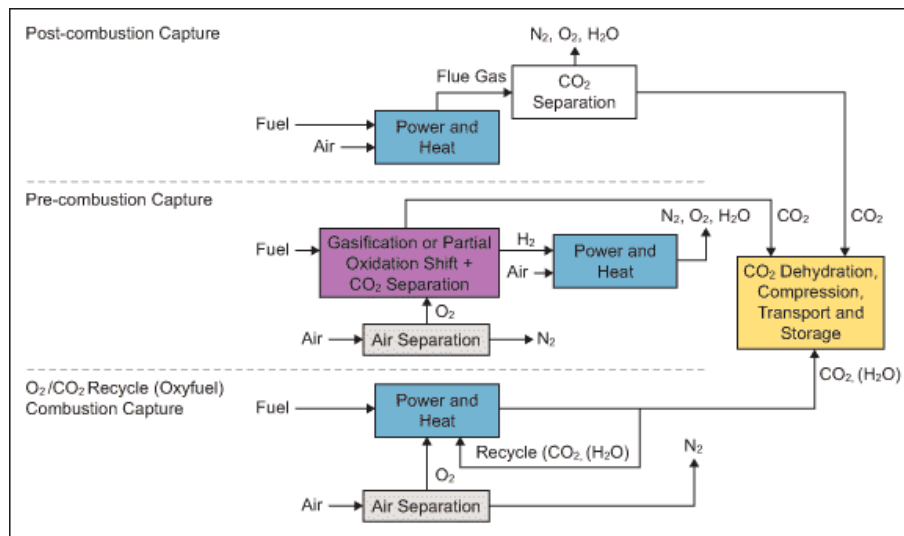 Post-combustion Capture
N₂, O₂, H₂O
Flue Gas
CO₂
Separation
Fuel
Air
Power and
Heat
Pre-combustion Capture
CO₂
CO₂
N₂, O₂, H₂O
Fuel
Gasification or Partial
Oxidation Shift +
CO₂ Separation
H₂
Air
Power and
Heat
CO₂ Dehydration,
Compression,
Transport and
Storage
O₂
Air
Air Separation
N₂
O₂/CO₂ Recycle (Oxyfuel)
Combustion Capture
CO₂, (H₂O)
Fuel
Power and
Heat
Recycle (CO₂, (H₂O)
N₂
O₂
Air
Air Separation